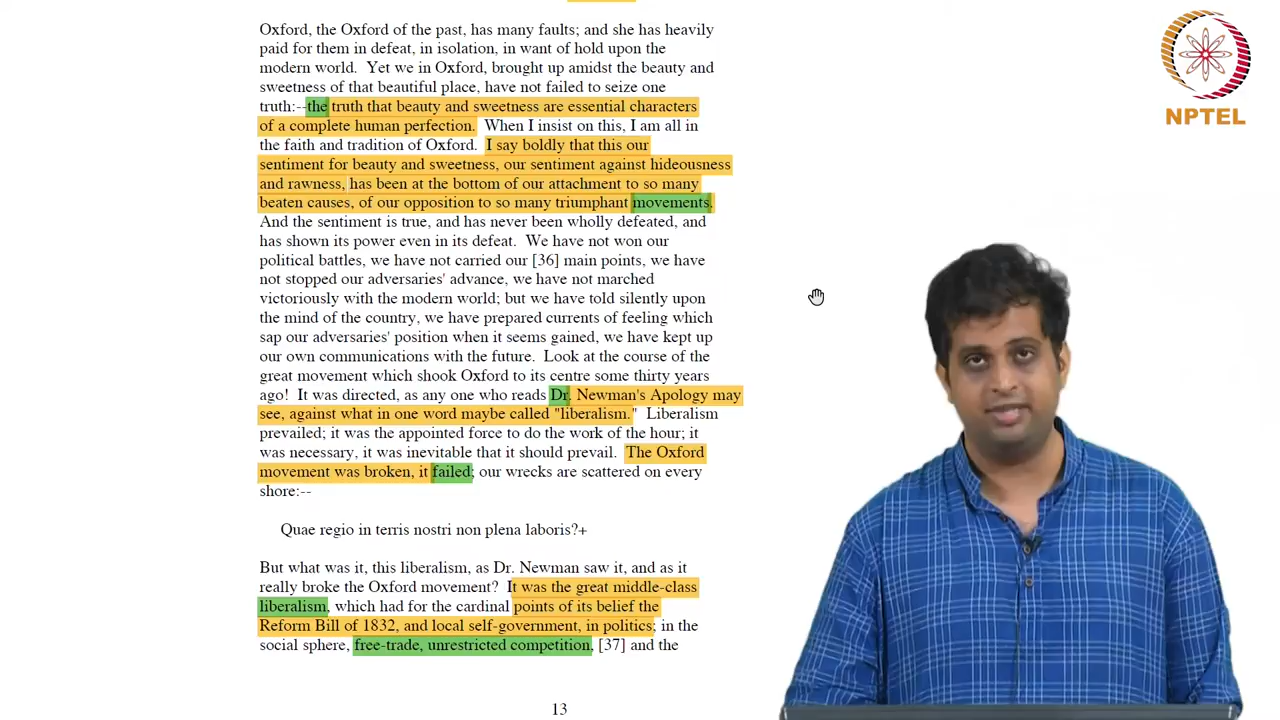 Oxford, the Oxford of the past, has many faults; and she has heavily
paid for them in defeat, in isolation, in want of hold upon the
modern world.  Yet we in Oxford, brought up amidst the beauty and
sweetness of that beautiful place, have not failed to seize one
truth:--the truth that beauty and sweetness are essential characters
of a complete human perfection.  When I insist on this, I am all in
the faith and tradition of Oxford.  I say boldly that this our
sentiment for beauty and sweetness, our sentiment against hideousness
and rawness, has been at the bottom of our attachment to so many
beaten causes, of our opposition to so many triumphant movements.
And the sentiment is true, and has never been wholly defeated, and
has shown its power even in its defeat.  We have not won our
political battles, we have not carried our [36] main points, we have
not stopped our adversaries' advance, we have not marched
victoriously with the modern world; but we have told silently upon
the mind of the country, we have prepared currents of feeling which
sap our adversaries' position when it seems gained, we have kept up
our own communications with the future.  Look at the course of the
great movement which shook Oxford to its centre some thirty years
ago!  It was directed, as any one who reads Dr. Newman's Apology may
see, against what in one word maybe called "liberalism."  Liberalism
prevailed; it was the appointed force to do the work of the hour; it
was necessary, it was inevitable that it should prevail.  The Oxford
movement was broken, it failed; our wrecks are scattered on every
shore:--
Quae regio in terris nostri non plena laboris?+
But what was it, this liberalism, as Dr. Newman saw it, and as it
really broke the Oxford movement?  It was the great middle-class
liberalism, which had for the cardinal points of its belief the
Reform Bill of 1832, and local self-government, in politics; in the
social sphere, free-trade, unrestricted competition, [37] and the
13
NPTEL